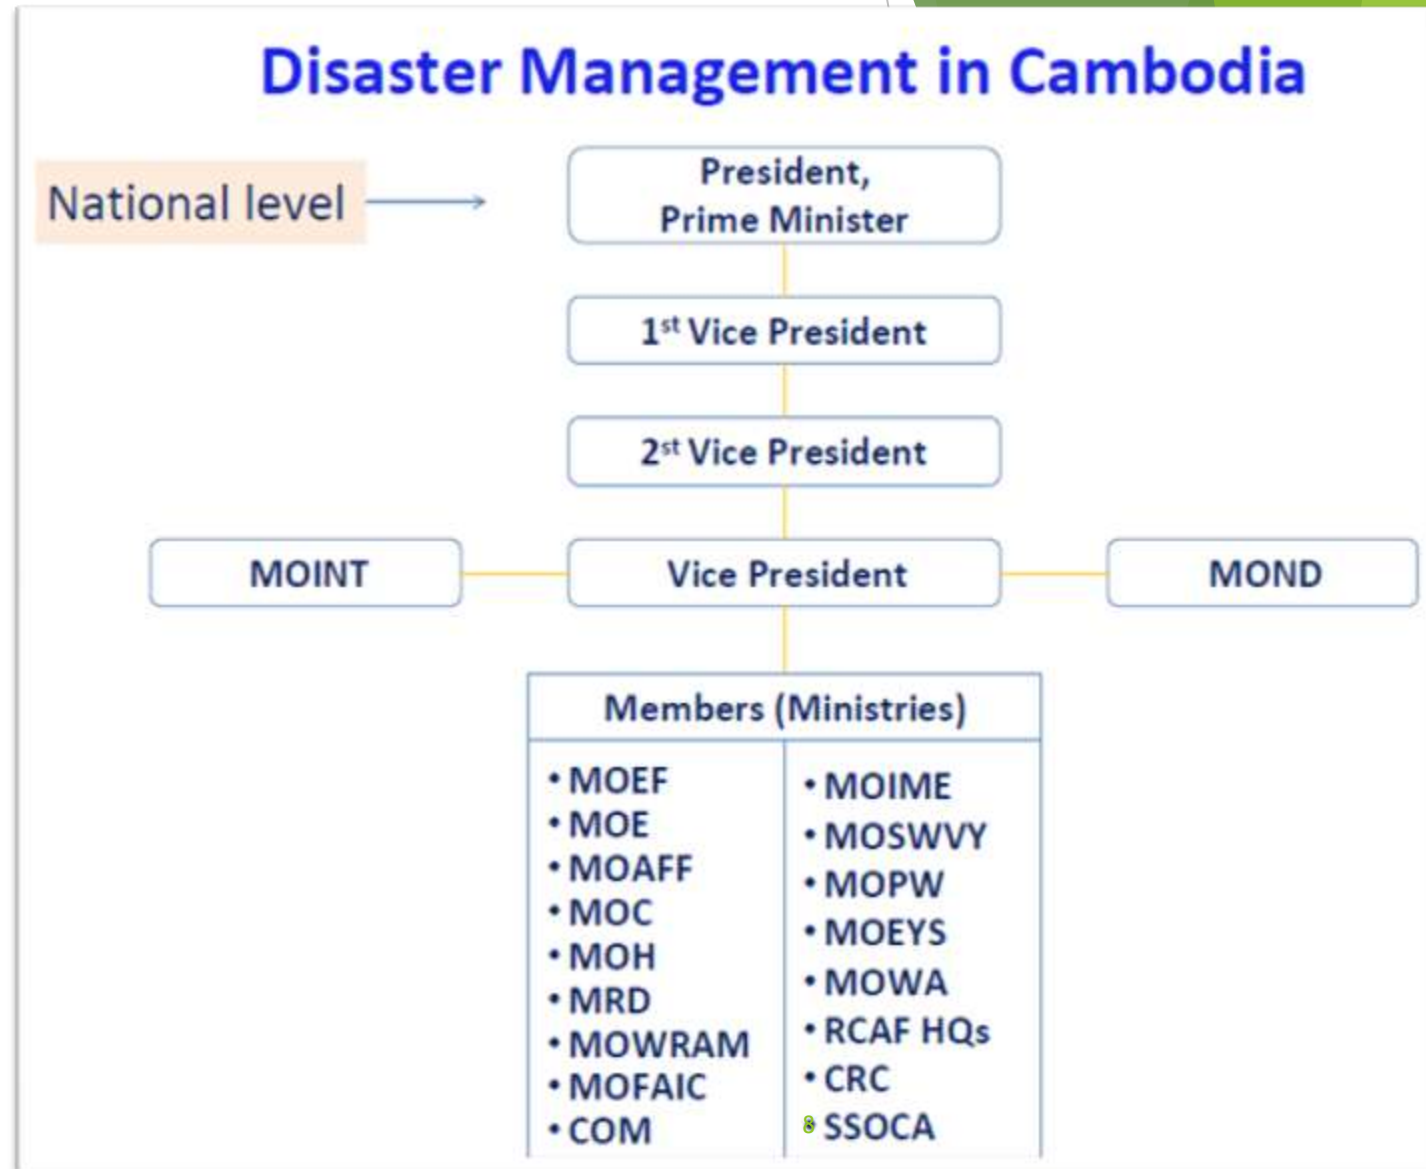 Disaster Management in Cambodia
National level
President,
Prime Minister
1st Vice President
2st Vice President
MOINT
Vice President
MOND
Members (Ministries)
• MOEF
• MOE
• MOAFF
• MOC
• MOH
• MRD
• MOWRAM
• MOFAIC
• COM
• MOIME
• MOSWVY
• MOPW
• MOEYS
• MOWA
• RCAF HQs
• CRC
• SSOCA
8